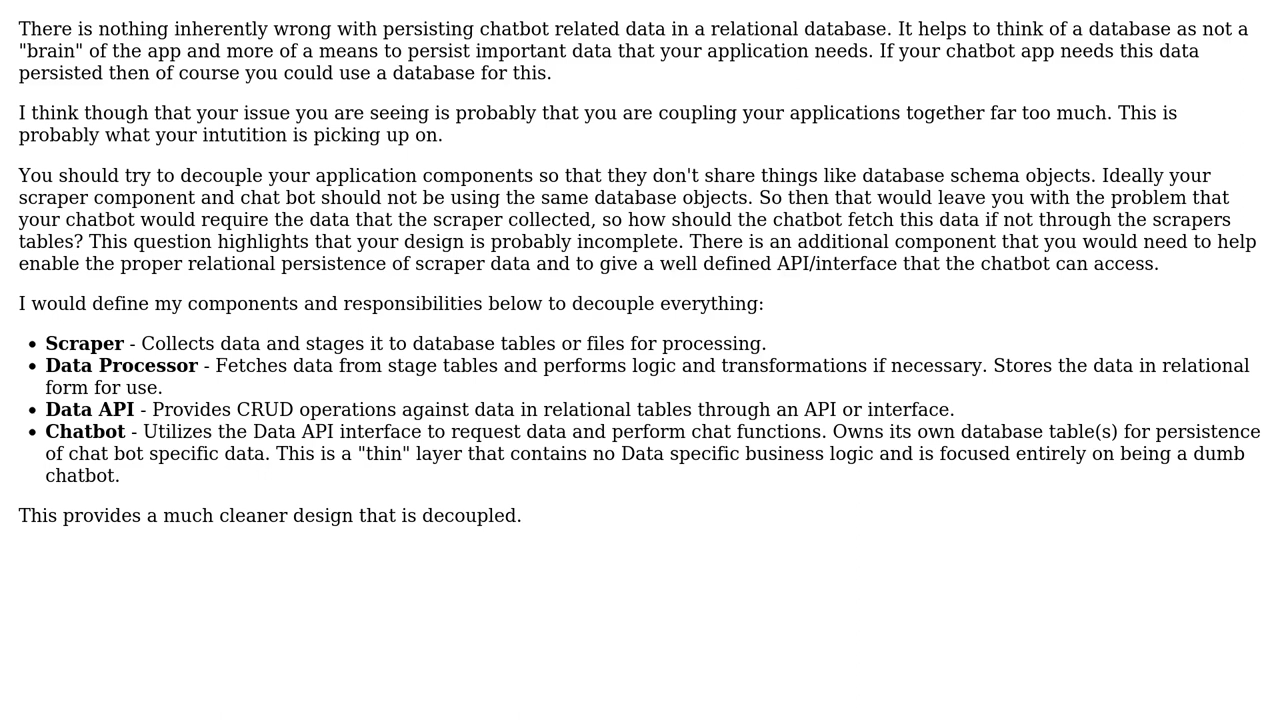 There is nothing inherently wrong with persisting chatbot related data in a relational database. It helps to think of a database as not a
"brain" of the app and more of a means to persist important data that your application needs. If your chatbot app needs this data
persisted then of course you could use a database for this.
I think though that your issue you are seeing is probably that you are coupling your applications together far too much. This is
probably what your intutition is picking up on.
You should try to decouple your application components so that they don't share things like database schema objects. Ideally your
scraper component and chat bot should not be using the same database objects. So then that would leave you with the problem that
your chatbot would require the data that the scraper collected, so how should the chatbot fetch this data if not through the scrapers
tables? This question highlights that your design is probably incomplete. There is an additional component that you would need to help
enable the proper relational persistence of scraper data and to give a well defined API/interface that the chatbot can access.
I would define my components and responsibilities below to decouple everything:
• Scraper - Collects data and stages it to database tables or files for processing.
• Data Processor - Fetches data from stage tables and performs logic and transformations if necessary. Stores the data in relational
form for use.
• Data API - Provides CRUD operations against data in relational tables through an API or interface.
• Chatbot - Utilizes the Data API interface to request data and perform chat functions. Owns its own database table(s) for persistence
of chat bot specific data. This is a "thin" layer that contains no Data specific business logic and is focused entirely on being a dumb
chatbot.
This provides a much cleaner design that is decoupled.